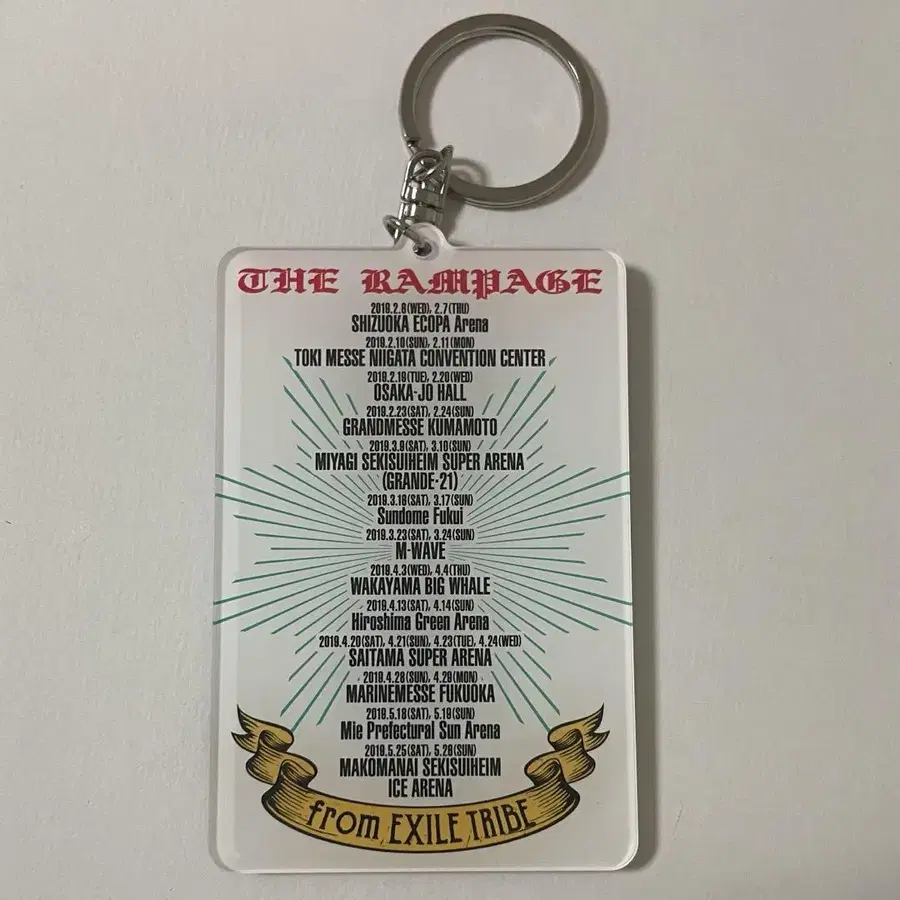 THE RAMPAGE
2019.2.6(WED), 2.7(THU)
SHIZUOKA ECOPA Arena
2019.2.10(SUN), 2.11(MON)
TOKI MESSE NIIGATA CONVENTION CENTER
2019.2.19(TUE), 2.20(WED)
OSAKA-JO HALL
2019.2.23(SAT), 2.24(SUN)
GRANDMESSE KUMAMOTO
2019.3.9(SAT), 3.10(SUN)
MIYAGI SEKISUIHEIM SUPER ARENA
(GRANDE-21)
2019.3.16(SAT), 3.17(SUN)
Sundome Fukui
2019.3.23(SAT), 3.24(SUN)
M-WAVE
2019.4.3(WED), 4.4(THU)
WAKAYAMA BIG WHALE
2019.4.13(SAT), 4.14(SUN)
Hiroshima Green Arena
2019.4.20(SAT), 4.21(SUN), 4.23(TUE), 4.24(WED)
SAITAMA SUPER ARENA
2019.4.28(SUN), 4.29(MON)
MARINEMESSE FUKUOKA
2019.5.18(SAT), 5.19(SUN)
Mie Prefectural Sun Arena
2019.5.25(SAT), 5.26(SUN)
MAKOMANAI SEKISUIHEIM
ICE ARENA
from EXILE TRIBE